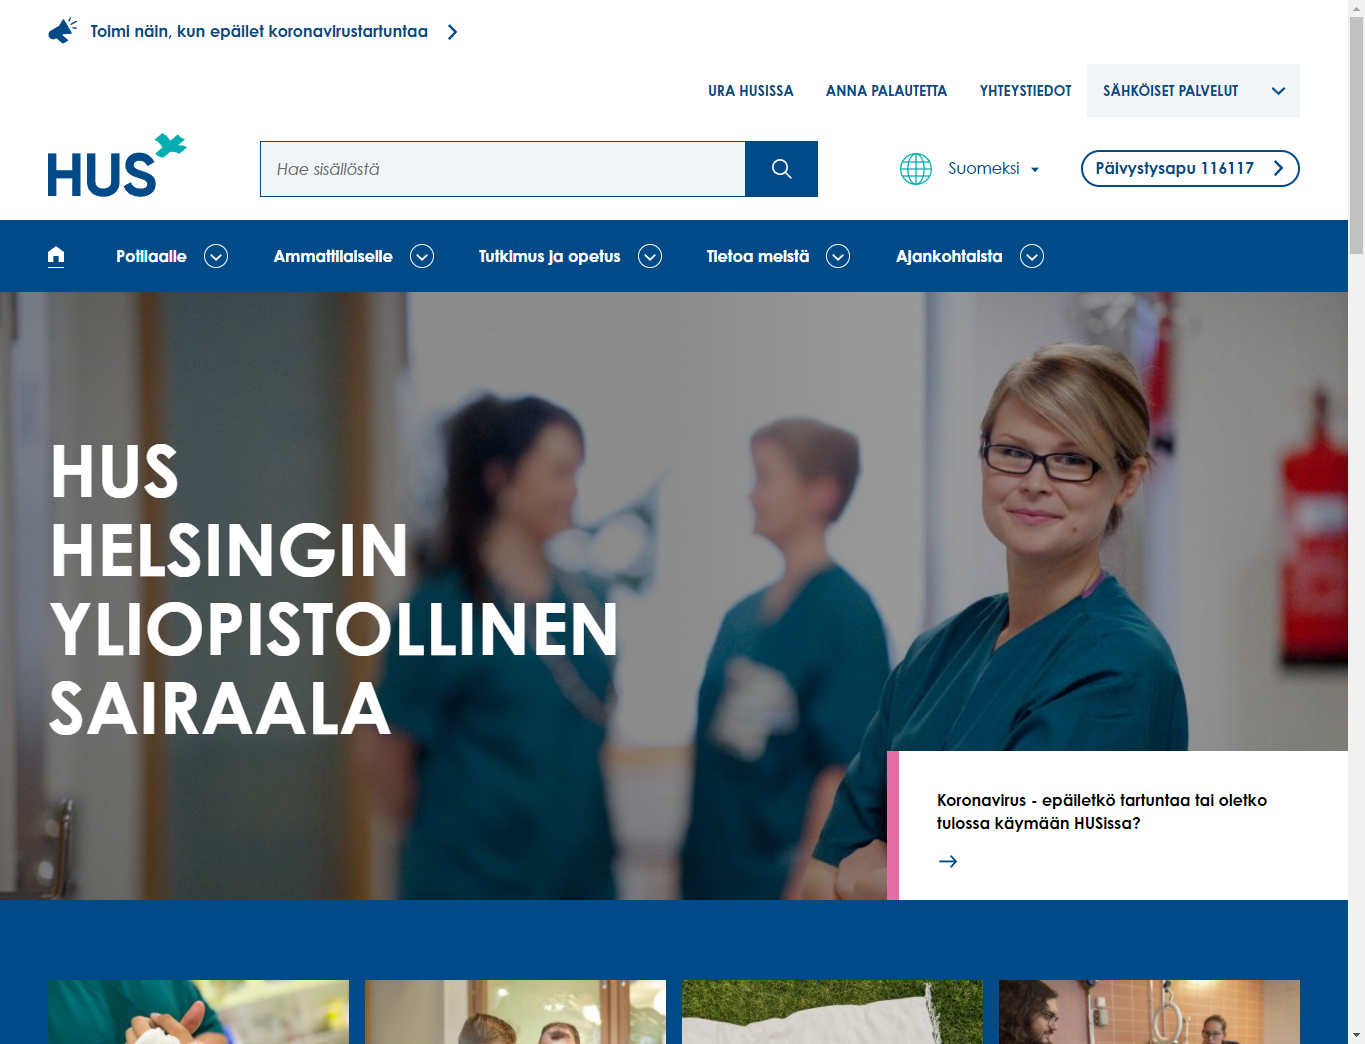 Toimi näin, kun epäilet koronavirustartuntaa
URA HUSISSA
ANNA PALAUTETTA
YHTEYSTIEDOT
SÄHKÖISET PALVELUT
HUS
Hae sisällöstä
Suomeksi
Päivystysapu 116117
Potilaalle
Ammattilaiselle
Tutkimus ja opetus
Tietoa meistä
Ajankohtaista
HUS
HELSINGIN
YLIOPISTOLLINEN
SAIRAALA
Koronavirus - epäiletkö tartuntaa tai oletko
tulossa käymään HUSissa?